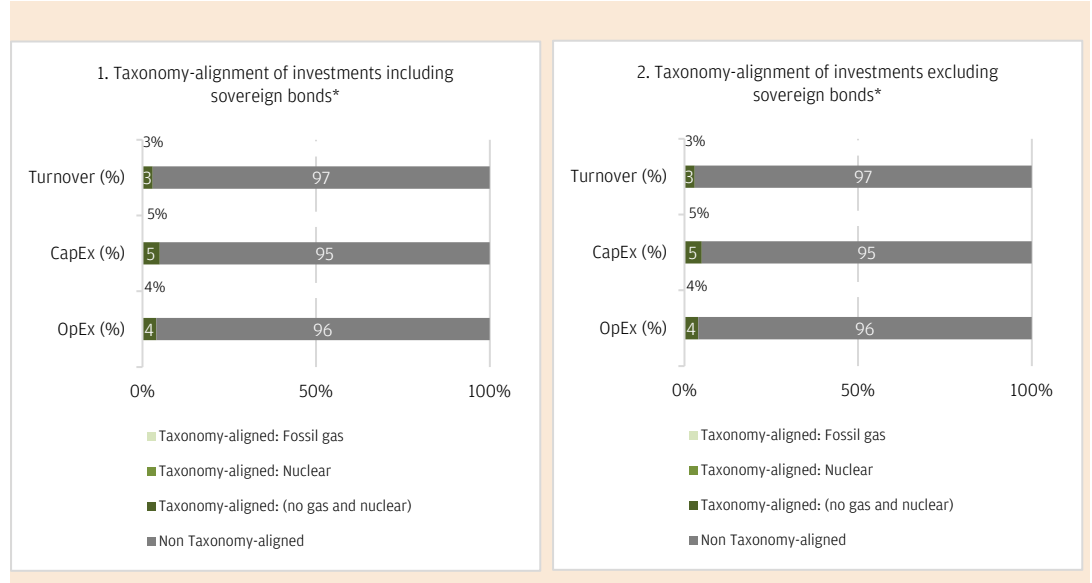 1. Taxonomy-alignment of investments including
sovereign bonds*
3%
Turnover (%)
3
97
5%
CapEx (%)
5
95
4%
OpEx (%)
4
96
0%
50%
100%
Taxonomy-aligned: Fossil gas
Taxonomy-aligned: Nuclear
Taxonomy-aligned: (no gas and nuclear)
Non Taxonomy-aligned
2. Taxonomy-alignment of investments excluding
sovereign bonds*
3%
Turnover (%)
3
97
5%
CapEx (%)
5
95
4%
OpEx (%)
4
96
0%
50%
100%
Taxonomy-aligned: Fossil gas
Taxonomy-aligned: Nuclear
Taxonomy-aligned: (no gas and nuclear)
Non Taxonomy-aligned